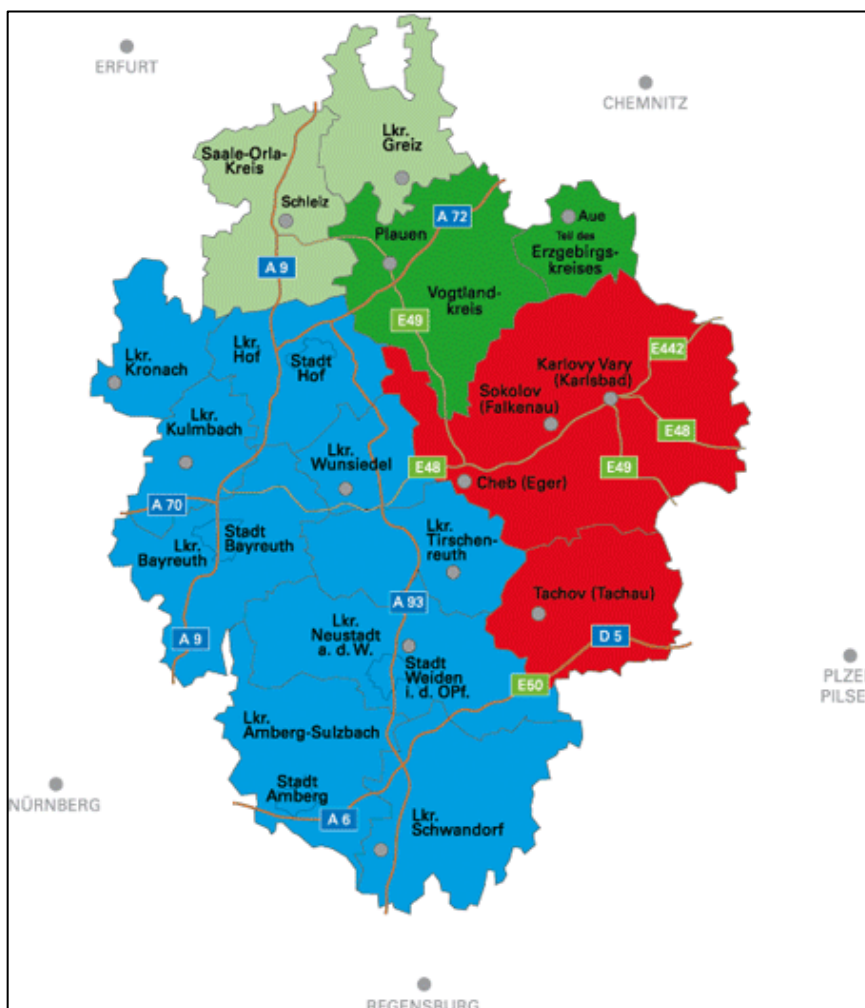 ERFURT
CHEMNITZ
Lkr.
Greiz
Saale-Orla-
Kreis
Schleiz
A 72
Aue
Teil des
Erzgebirgs-
kreises
Plauen
A 9
Vogtland-
kreis
E49
Lkr.
Hof
Stadt
Hof
Lkr.
Kronach
E442
Karlovy Vary
(Karlsbad)
Sokolov
(Falkenau)
Lkr.
Kulmbach
E48
Lkr.
Wunsiedel
E48
E49
Cheb (Eger)
A 70
Stadt
Bayreuth
Lkr.
Bayreuth
Lkr.
Tirschen-
reuth
Tachov (Tachau)
A 93
Lkr.
Neustadt
a. d. W.
A 9
D 5
Stadt
Weiden
i. d. OPf.
PLZE
PILSE
E50
Lkr.
Amberg-Sulzbach
Stadt
Amberg
NÜRNBERG
A 6
Lkr.
Schwandorf
REGENSBURG